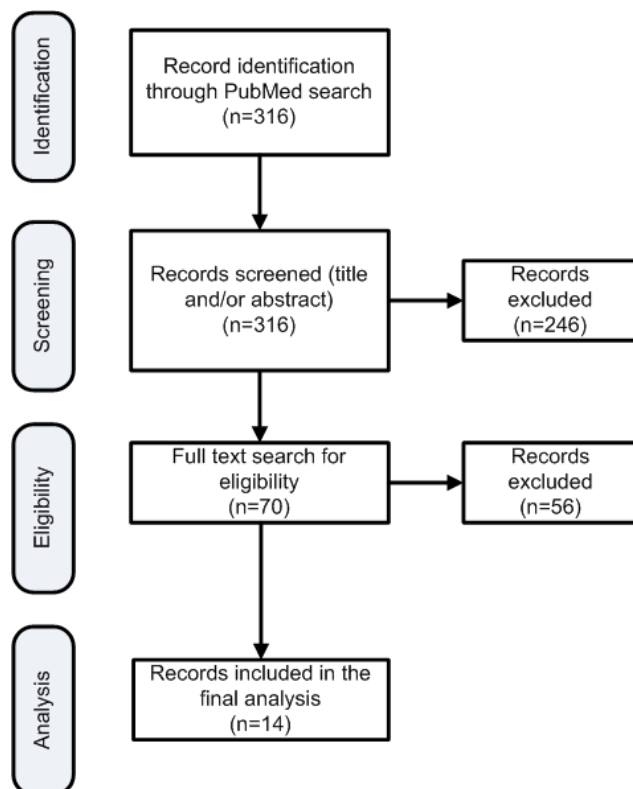 Identification
Record identification
through PubMed search
(n=316)
Screening
Records screened (title
and/or abstract)
(n=316)
Records
excluded
(n=246)
Eligibility
Full text search for
eligibility
(n=70)
Records
excluded
(n=56)
Analysis
Records included in the
final analysis
(n=14)